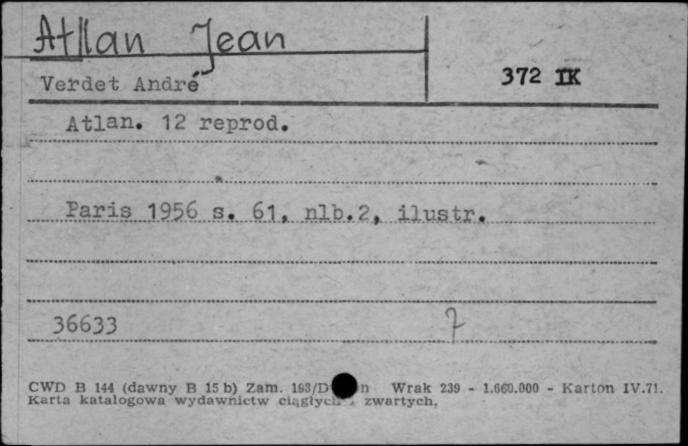 Atlan Jean
Verdet André
372 IK
Atlan. 12 reprod.
Paris 1956 s. 61, nlb.2, ilustr.
36633 7
CWD B 144 (dawny B 15 b) Zam. 193/D n Wrak 239 - 1.660.000 - Karton IV.71.
Karta katalogowa wydawnictw ciągłych zwartych.